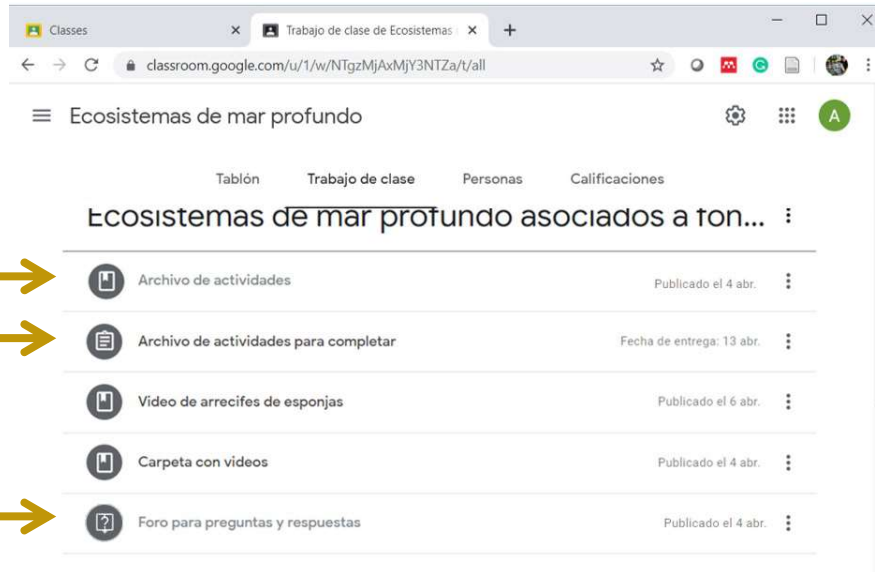 Classes
Trabajo de clase de Ecosistemas
classroom.google.com/u/1/w/NTgzMjAxMjY3NTZa/t/all
Ecosistemas de mar profundo
A
Tablón Trabajo de clase Personas Calificaciones
Ecosistemas de mar profundo asociados a fon...
Archivo de actividades Publicado el 4 abr.
Archivo de actividades para completar Fecha de entrega: 13 abr.
Video de arrecifes de esponjas Publicado el 6 abr.
Carpeta con videos Publicado el 4 abr.
Foro para preguntas y respuestas Publicado el 4 abr.